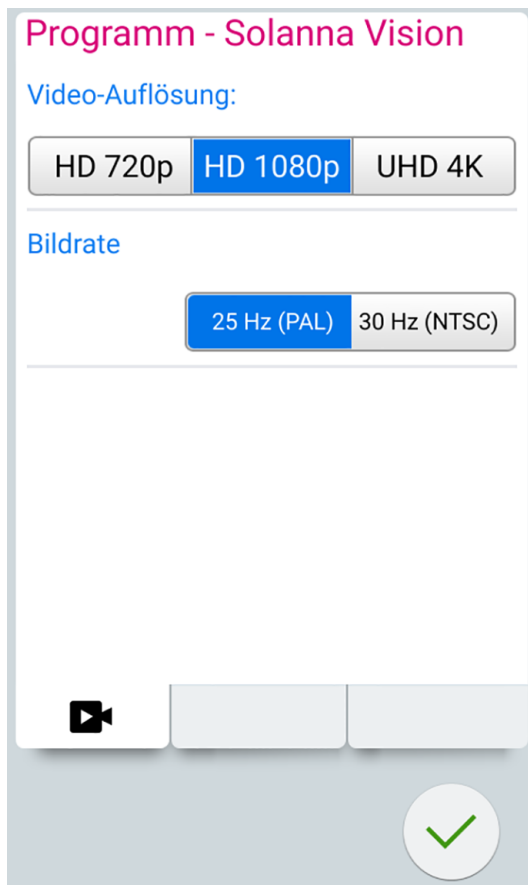 Programm - Solanna Vision
Video-Auflösung:
HD 720p HD 1080p UHD 4K
Bildrate
25 Hz (PAL) 30 Hz (NTSC)